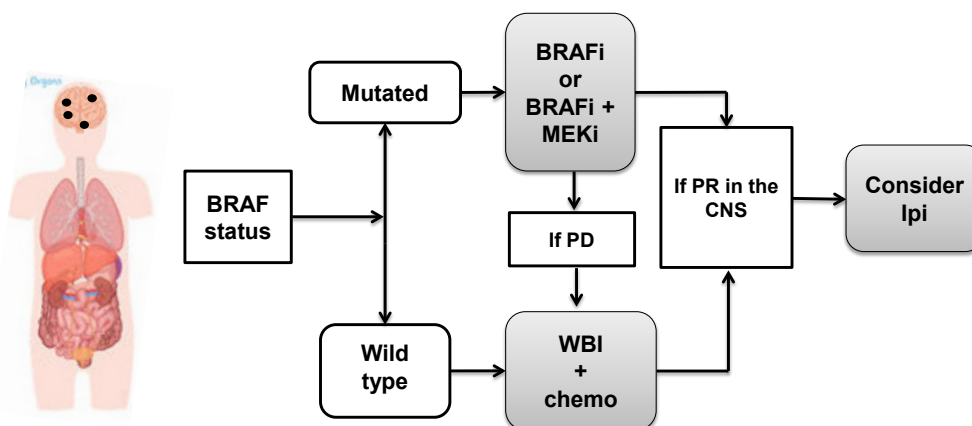 Organs
BRAF
status
Mutated
Wild
type
BRAFi
or
BRAFi +
MEKi
If PD
WBI
+
chemo
If PR in the
CNS
Consider
Ipi